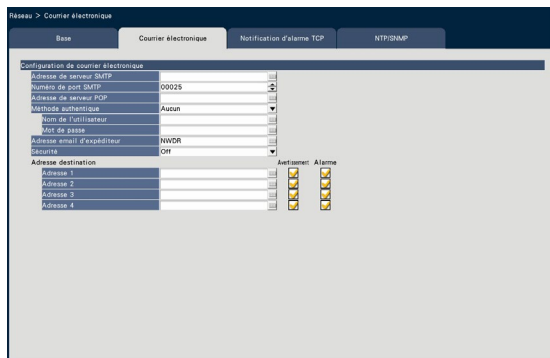 Réseau > Courrier électronique
Base Courrier électronique Notification d'alarme TCP NTP/SNMP
Configuration de courrier électronique
Adresse de serveur SMTP
Numéro de port SMTP 00025
Adresse de serveur POP
Méthode authentique Aucun
Nom de l'utilisateur
Mot de passe
Adresse email d'expéditeur NWDR
Sécurité Off
Adresse destination Avertissement Alarme
Adresse 1
Adresse 2
Adresse 3
Adresse 4